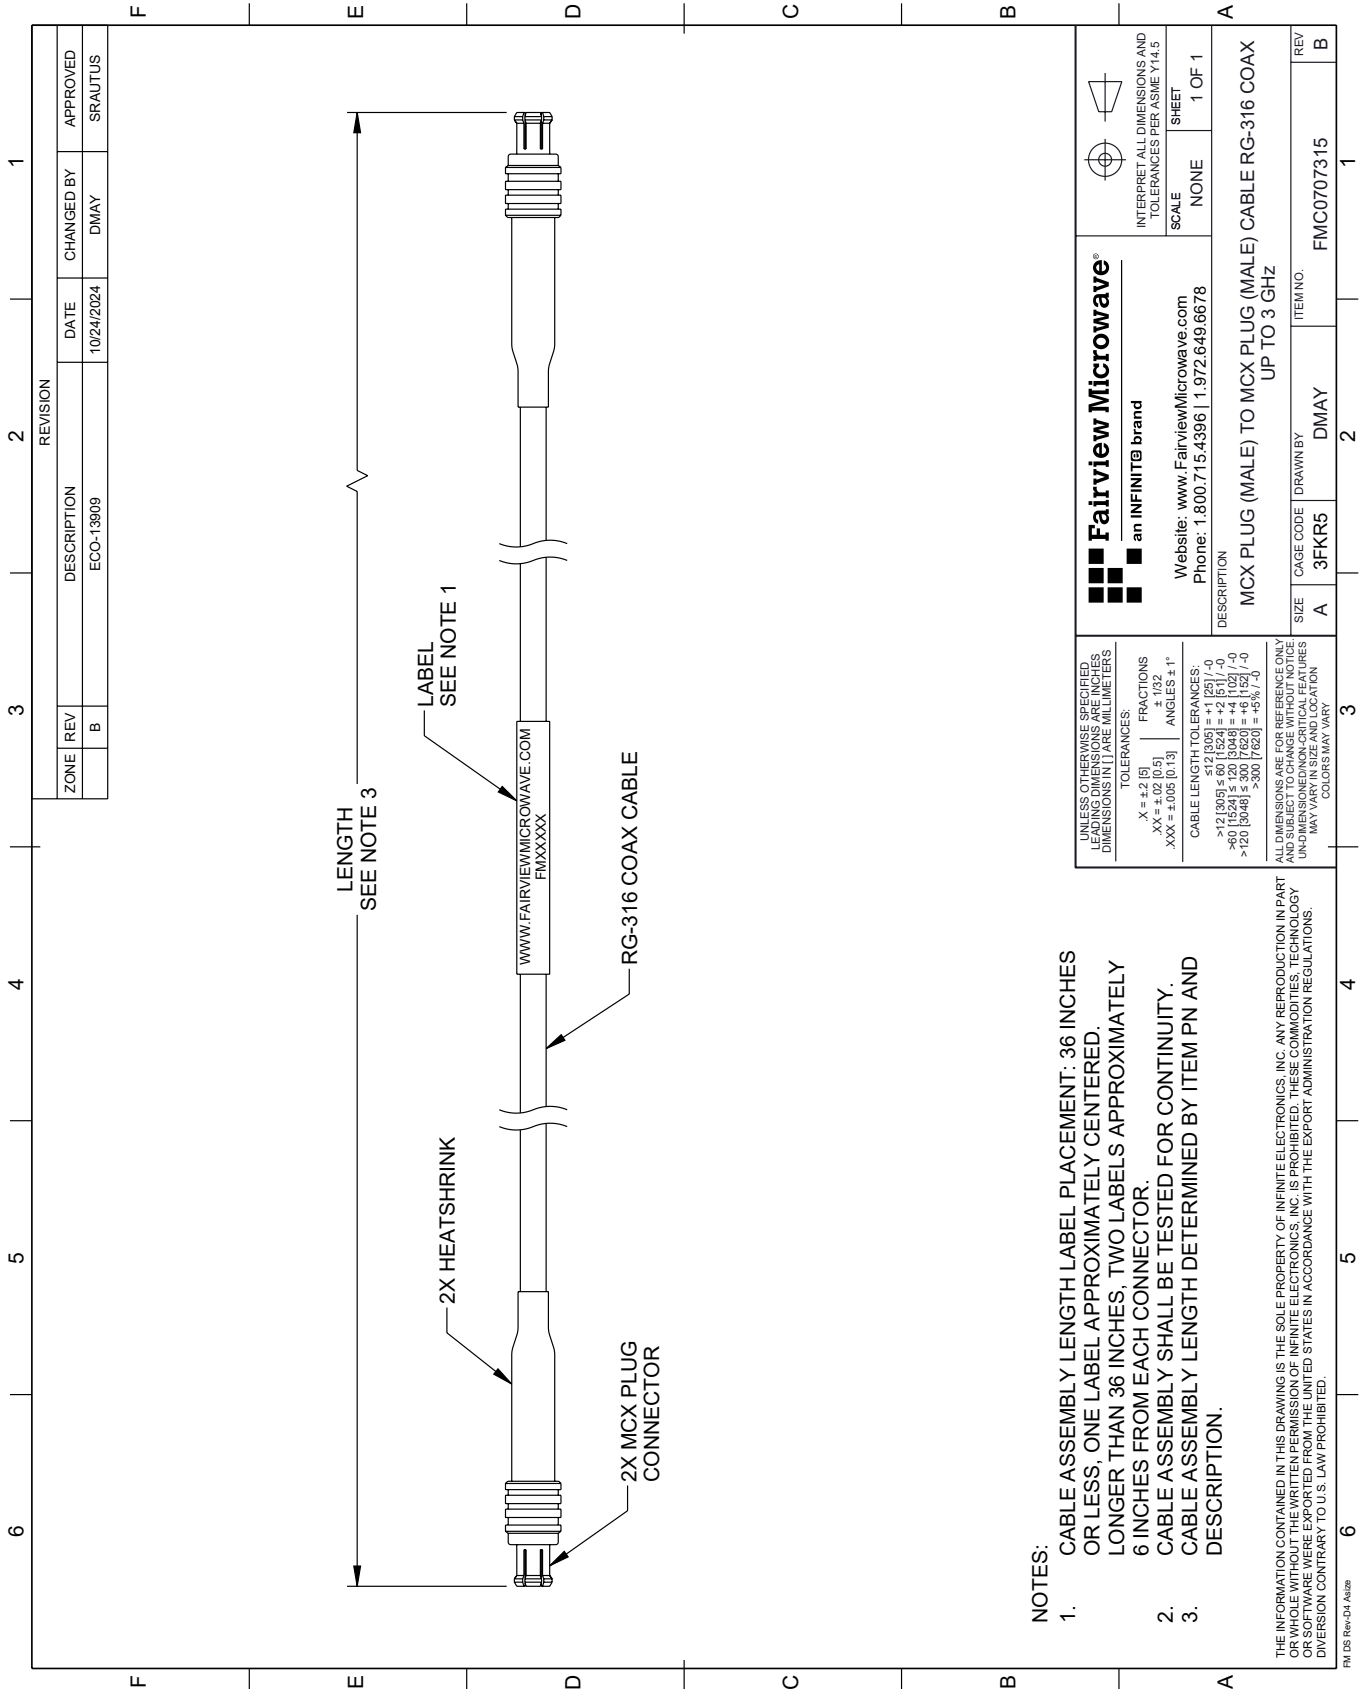 6
5
4
3
2
1
F
E
D
C
B
A
REVISION
ZONE REV DESCRIPTION DATE CHANGED BY APPROVED
B ECO-13909 10/24/2024 DMAY SRAUTUS
LENGTH
SEE NOTE 3
LABEL
SEE NOTE 1
2X HEATSHRINK
WWW.FAIRVIEWMICROWAVE.COM
FMXXXXX
2X MCX PLUG
CONNECTOR
RG-316 COAX CABLE
NOTES:
1. CABLE ASSEMBLY LENGTH LABEL PLACEMENT: 36 INCHES
OR LESS, ONE LABEL APPROXIMATELY CENTERED.
LONGER THAN 36 INCHES, TWO LABELS APPROXIMATELY
6 INCHES FROM EACH CONNECTOR.
2. CABLE ASSEMBLY SHALL BE TESTED FOR CONTINUITY.
3. CABLE ASSEMBLY LENGTH DETERMINED BY ITEM PN AND
DESCRIPTION.
THE INFORMATION CONTAINED IN THIS DRAWING IS THE SOLE PROPERTY OF INFINITE ELECTRONICS, INC. ANY REPRODUCTION IN PART
OR WHOLE WITHOUT THE WRITTEN PERMISSION OF INFINITE ELECTRONICS, INC. IS PROHIBITED. THESE COMMODITIES, TECHNOLOGY
OR SOFTWARE WERE EXPORTED FROM THE UNITED STATES IN ACCORDANCE WITH THE EXPORT ADMINISTRATION REGULATIONS.
DIVERSION CONTRARY TO U.S. LAW PROHIBITED.
UNLESS OTHERWISE SPECIFIED
LEADING DIMENSIONS ARE INCHES
DIMENSIONS IN [ ] ARE MILLIMETERS
TOLERANCES:
.X = ±.2 [5] FRACTIONS
.XX = ±.02 [0.5] ± 1/32
.XXX = ±.005 [0.13] ANGLES ± 1°
CABLE LENGTH TOLERANCES:
≤12 [305] = +1 [25] / -0
>12 [305] ≤ 60 [1524] = +2 [51] / -0
>60 [1524] ≤ 120 [3048] = +4 [102] / -0
>120 [3048] ≤ 300 [7620] = +6 [152] / -0
>300 [7620] = +5% / -0
ALL DIMENSIONS ARE FOR REFERENCE ONLY
AND SUBJECT TO CHANGE WITHOUT NOTICE.
UN-DIMENSIONED/NON-CRITICAL FEATURES
MAY VARY IN SIZE AND LOCATION
COLORS MAY VARY
Fairview Microwave®
an INFINITE brand
Website: www.FairviewMicrowave.com
Phone: 1.800.715.4396 | 1.972.649.6678
INTERPRET ALL DIMENSIONS AND
TOLERANCES PER ASME Y14.5
SCALE SHEET
NONE 1 OF 1
DESCRIPTION
MCX PLUG (MALE) TO MCX PLUG (MALE) CABLE RG-316 COAX
UP TO 3 GHz
SIZE CAGE CODE DRAWN BY ITEM NO. REV
A 3FKR5 DMAY FMC0707315 B
F
E
D
C
B
A
FM DS Rev-D4 Asize
6
5
4
3
2
1